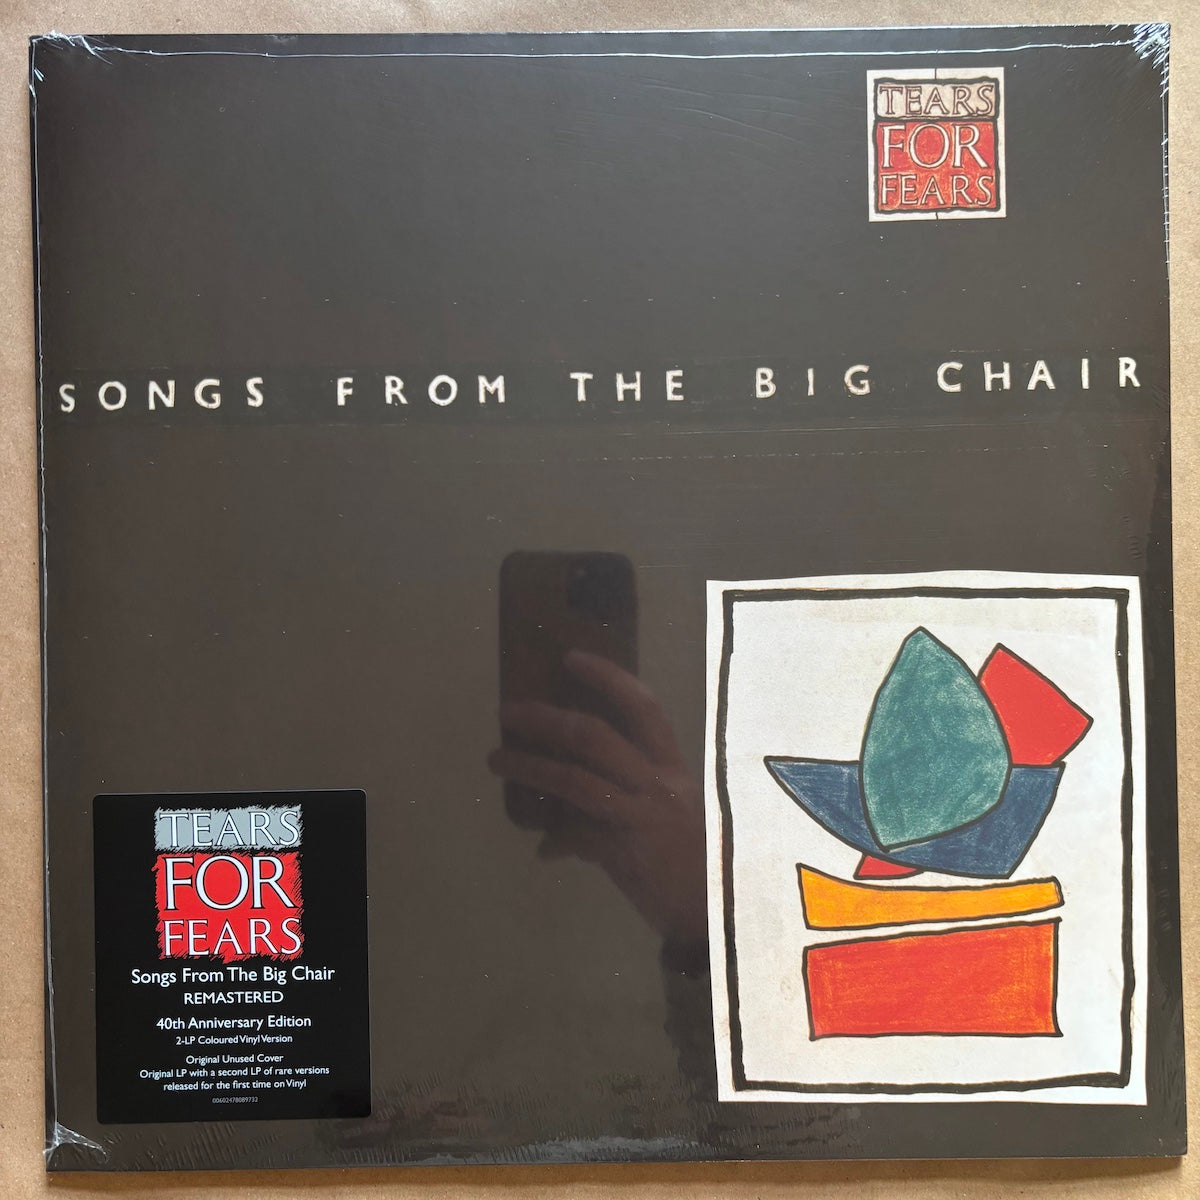 TEARS
FOR
FEARS
SONGS FROM THE BIG CHAIR
TEARS
FOR
FEARS
Songs From The Big Chair
REMASTERED
40th Anniversary Edition
2-LP Coloured Vinyl Version
Original Unused Cover
Original LP with a second LP of rare versions
released for the first time on Vinyl
00602478089732